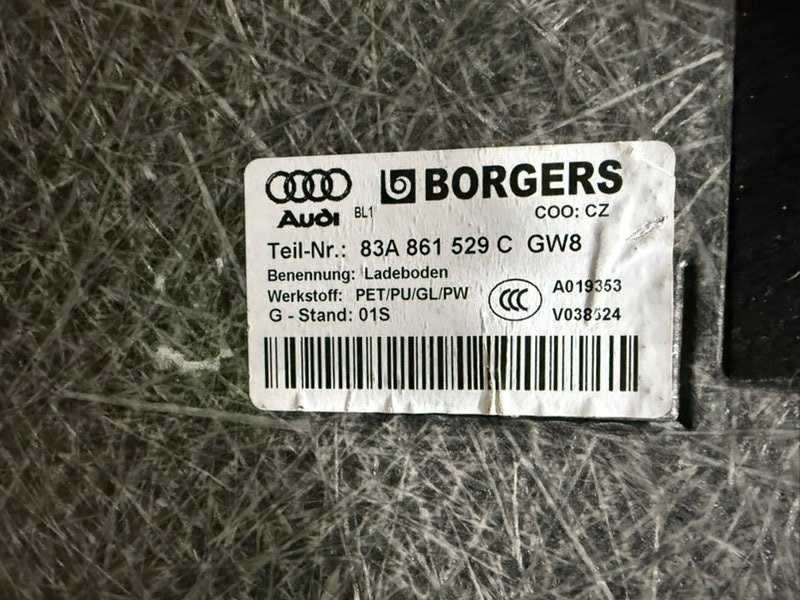 Audi BL1 BORGERS
COO: CZ
Teil-Nr.: 83A 861 529 C GW8
Benennung: Ladeboden
Werkstoff: PET/PU/GL/PW
G - Stand: 01S
CCC
A019353
V038524